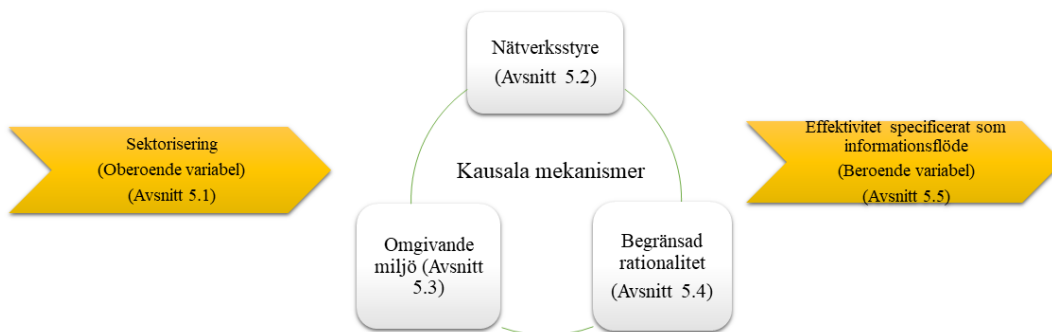 Sektorisering
(Oberoende variabel)
(Avsnitt 5.1)
Nätverksstyre
(Avsnitt 5.2)
Kausala mekanismer
Omgivande
miljö (Avsnitt
5.3)
Begränsad
rationalitet
(Avsnitt 5.4)
Effektivitet specificerat som
informationsflöde
(Beroende variabel)
(Avsnitt 5.5)